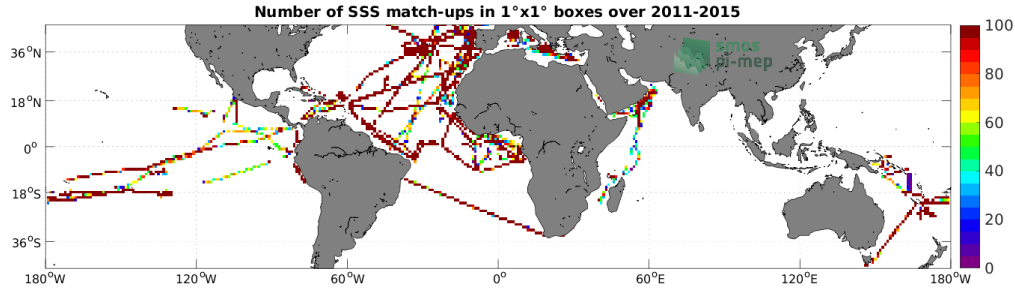 Number of SSS match-ups in 1°x1° boxes over 2011-2015
smos
pi-mep
36°N
18°N
0°
18°S
36°S
180°W
120°W
60°W
0°
60°E
120°E
180°W
100
80
60
40
20
0